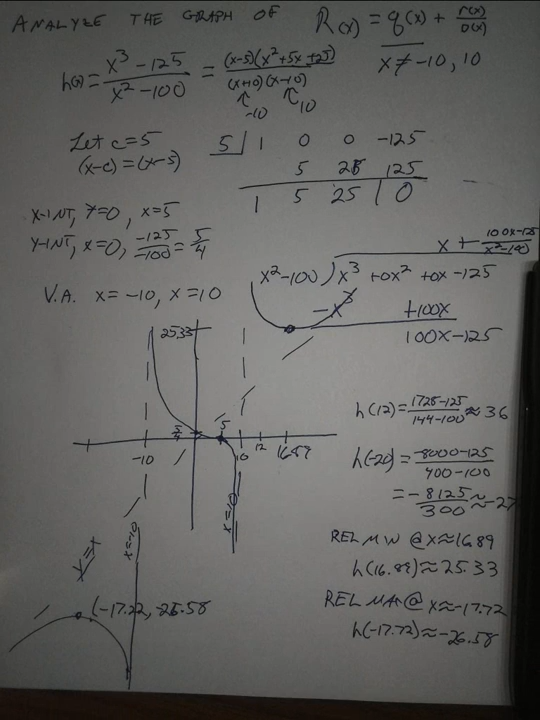 ANALYZE THE GRAPH OF R(x) = q(x) + r(x)/D(x)
h(x) = x³ - 125 / x² - 100 = (x-5)(x²+5x+25) / (x+10)(x-10) x ≠ -10, 10
-10 10
Let c = 5
(x-c) = (x-5)
5 | 1 0 0 -125
5 25 125
1 5 25 | 0
X-INT, y=0, x=5
Y-INT, x=0, -125/-100 = 5/4
V.A. x = -10, x = 10
x + 100x-125 / x²-100
x²-100 ) x³ + 0x² + 0x - 125
-x³ +100x
100x - 125
25.33
5/4
5
-10 10 12 16.89
x=10
x=-10
y=x
(-17.72, -26.58)
h(12) = 1728-125 / 144-100 ≈ 36
h(-20) = -8000-125 / 400-100
= -8125 / 300 ≈ -27
REL MIN @ x ≈ 16.89
h(16.89) ≈ 25.33
REL MAX @ x ≈ -17.72
h(-17.72) ≈ -26.58